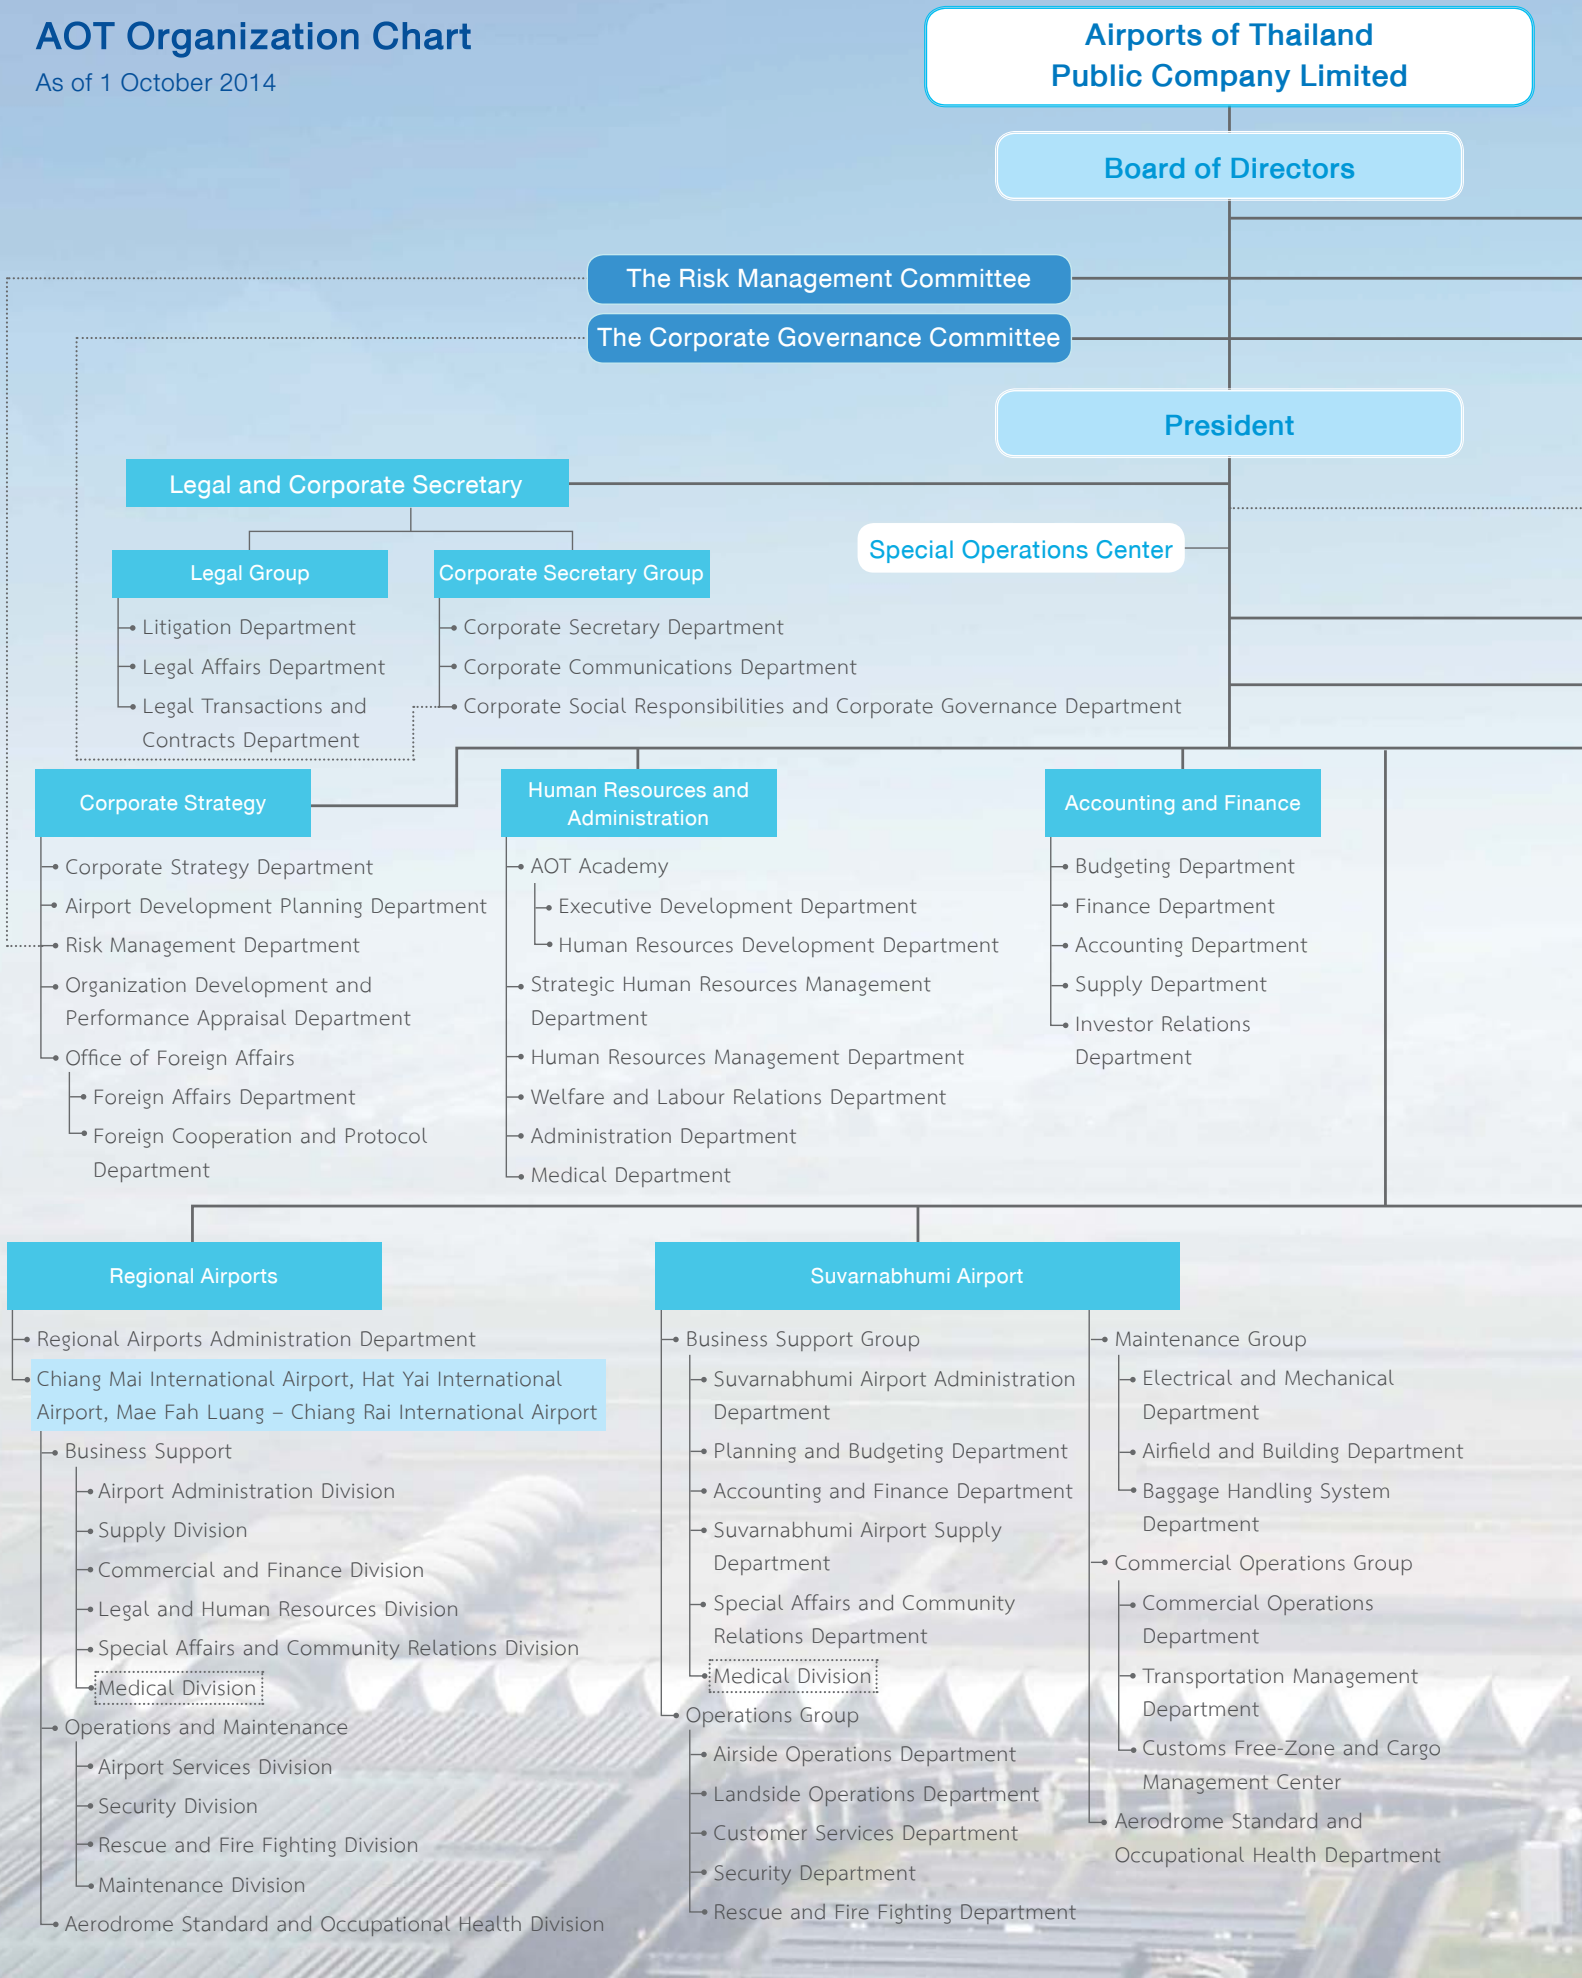 AOT Organization Chart
As of 1 October 2014
Airports of Thailand
Public Company Limited
Board of Directors
The Risk Management Committee
The Corporate Governance Committee
President
Legal and Corporate Secretary
Special Operations Center
Legal Group
Litigation Department
Legal Affairs Department
Legal Transactions and
Contracts Department
Corporate Secretary Group
Corporate Secretary Department
Corporate Communications Department
Corporate Social Responsibilities and Corporate Governance Department
Corporate Strategy
Corporate Strategy Department
Airport Development Planning Department
Risk Management Department
Organization Development and
Performance Appraisal Department
Office of Foreign Affairs
Foreign Affairs Department
Foreign Cooperation and Protocol
Department
Human Resources and
Administration
AOT Academy
Executive Development Department
Human Resources Development Department
Strategic Human Resources Management
Department
Human Resources Management Department
Welfare and Labour Relations Department
Administration Department
Medical Department
Accounting and Finance
Budgeting Department
Finance Department
Accounting Department
Supply Department
Investor Relations
Department
Regional Airports
Regional Airports Administration Department
Chiang Mai International Airport, Hat Yai International
Airport, Mae Fah Luang – Chiang Rai International Airport
Business Support
Airport Administration Division
Supply Division
Commercial and Finance Division
Legal and Human Resources Division
Special Affairs and Community Relations Division
Medical Division
Operations and Maintenance
Airport Services Division
Security Division
Rescue and Fire Fighting Division
Maintenance Division
Aerodrome Standard and Occupational Health Division
Suvarnabhumi Airport
Business Support Group
Suvarnabhumi Airport Administration
Department
Planning and Budgeting Department
Accounting and Finance Department
Suvarnabhumi Airport Supply
Department
Special Affairs and Community
Relations Department
Medical Division
Operations Group
Airside Operations Department
Landside Operations Department
Customer Services Department
Security Department
Rescue and Fire Fighting Department
Maintenance Group
Electrical and Mechanical
Department
Airfield and Building Department
Baggage Handling System
Department
Commercial Operations Group
Commercial Operations
Department
Transportation Management
Department
Customs Free-Zone and Cargo
Management Center
Aerodrome Standard and
Occupational Health Department